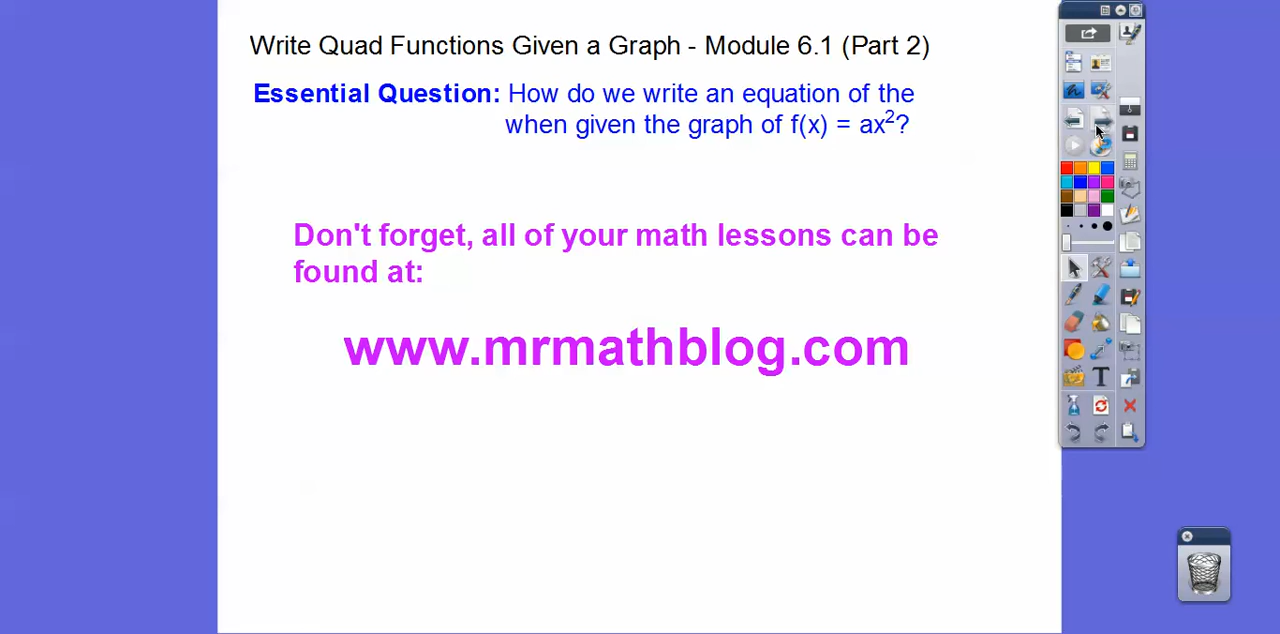 Write Quad Functions Given a Graph - Module 6.1 (Part 2)
Essential Question: How do we write an equation of the
when given the graph of f(x) = ax²?
Don't forget, all of your math lessons can be
found at:
www.mrmathblog.com
T